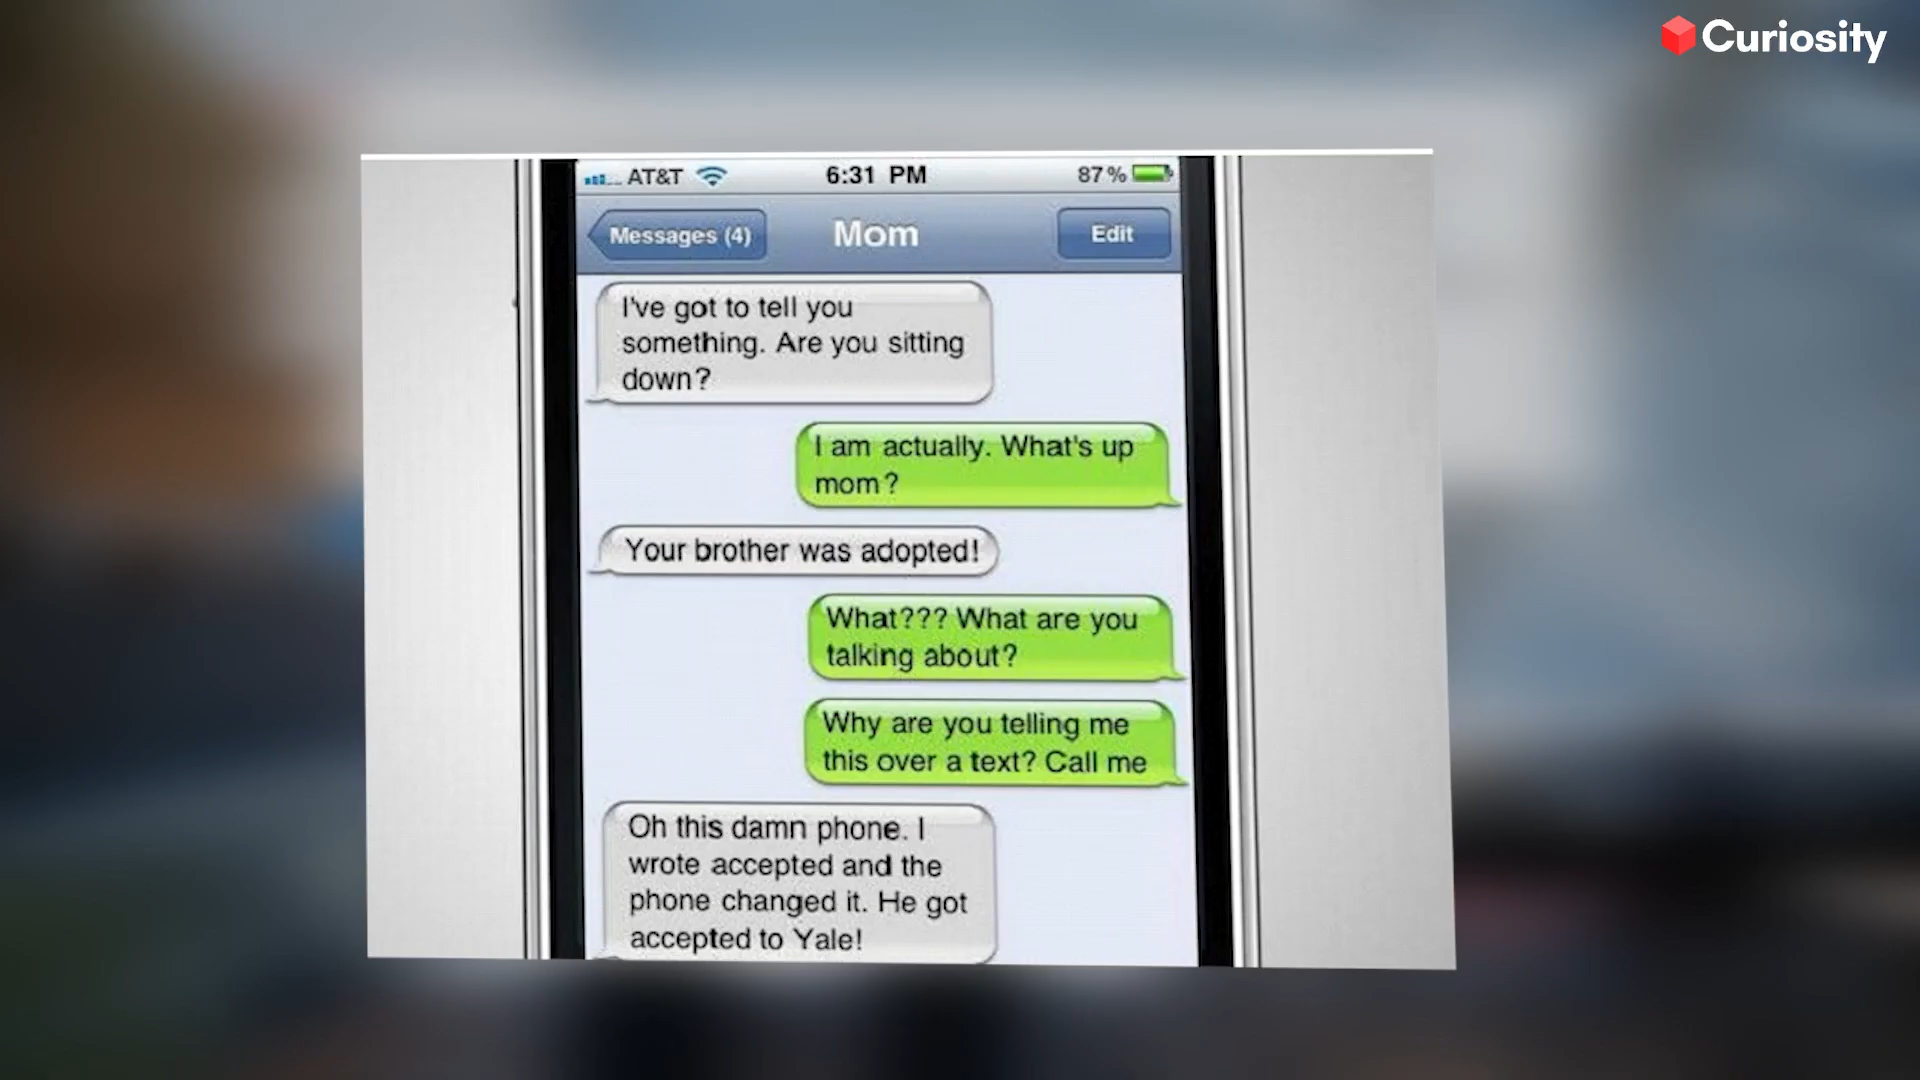 Curiosity
AT&T 6:31 PM 87%
Messages (4) Mom Edit
I've got to tell you
something. Are you sitting
down?
I am actually. What's up
mom?
Your brother was adopted!
What??? What are you
talking about?
Why are you telling me
this over a text? Call me
Oh this damn phone. I
wrote accepted and the
phone changed it. He got
accepted to Yale!